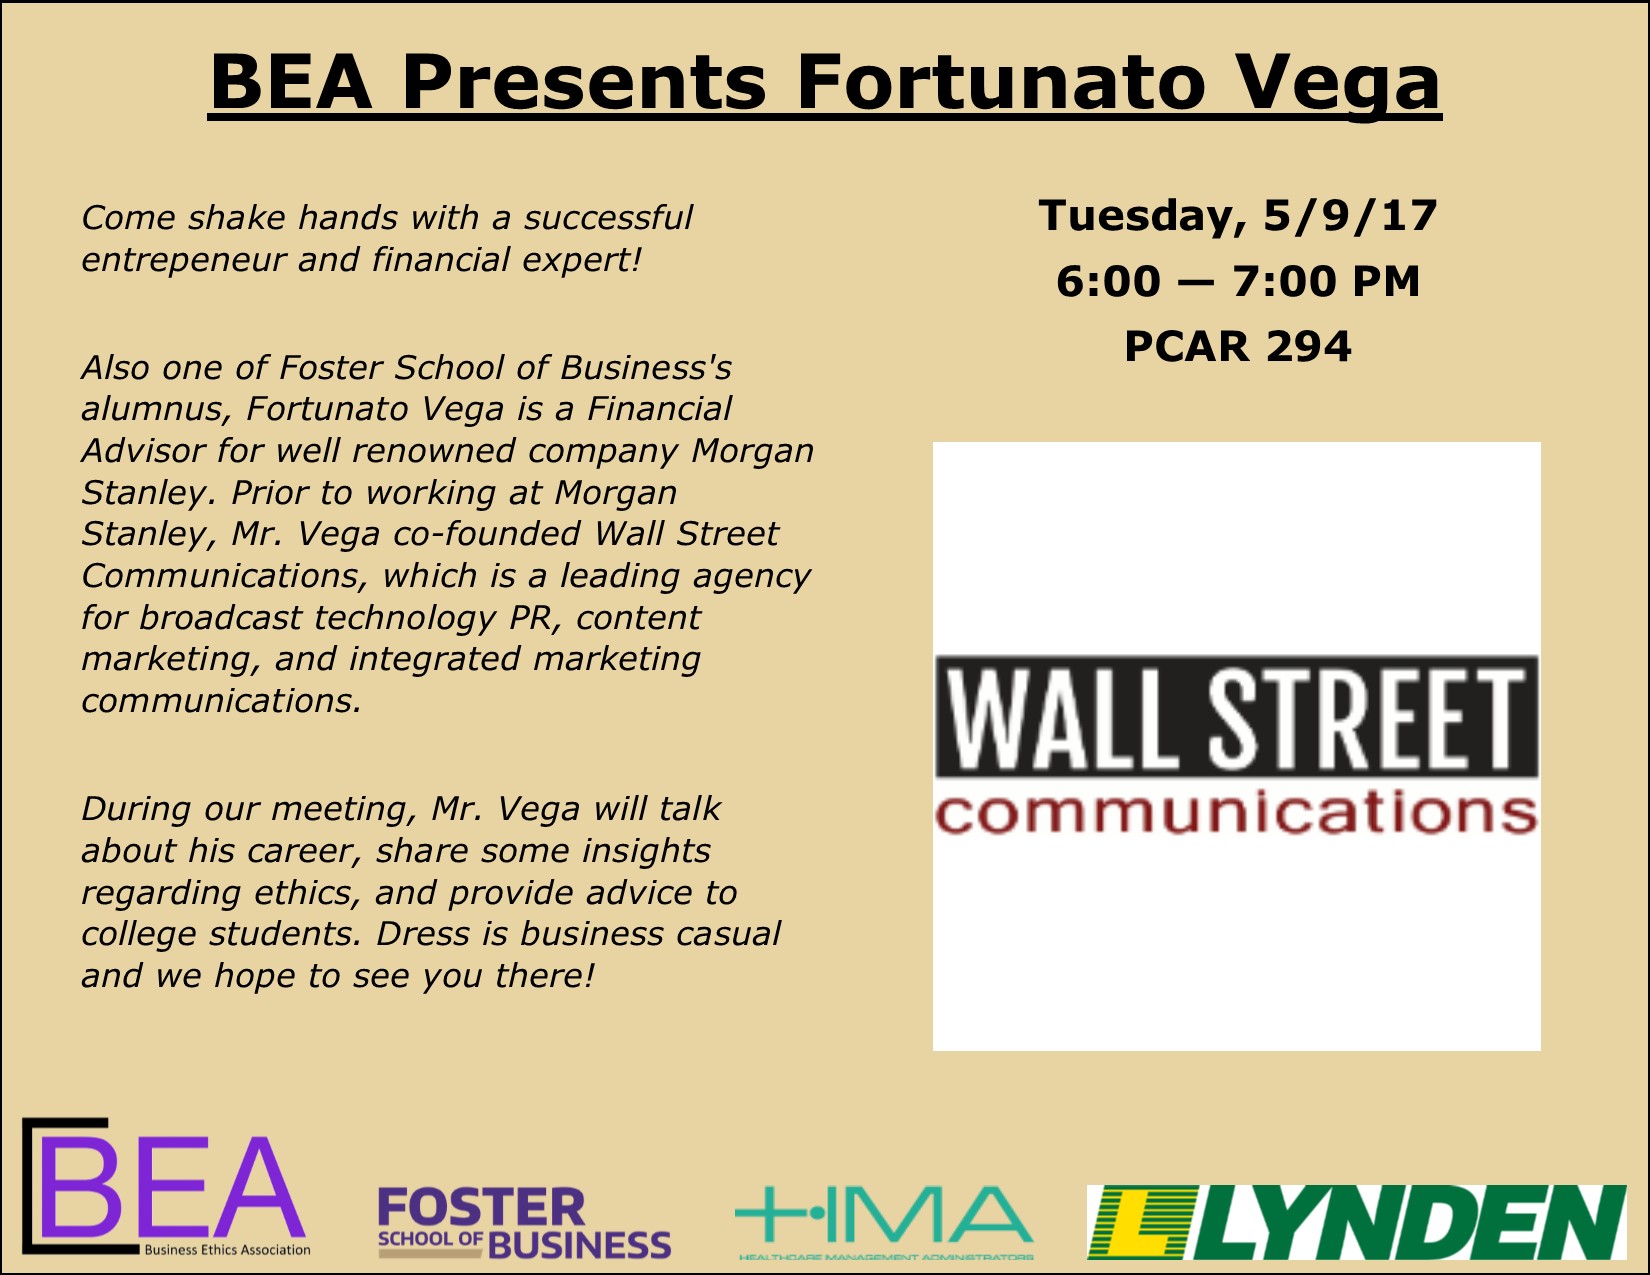 BEA Presents Fortunato Vega
Come shake hands with a successful
entrepeneur and financial expert!
Also one of Foster School of Business's
alumnus, Fortunato Vega is a Financial
Advisor for well renowned company Morgan
Stanley. Prior to working at Morgan
Stanley, Mr. Vega co-founded Wall Street
Communications, which is a leading agency
for broadcast technology PR, content
marketing, and integrated marketing
communications.
During our meeting, Mr. Vega will talk
about his career, share some insights
regarding ethics, and provide advice to
college students. Dress is business casual
and we hope to see you there!
Tuesday, 5/9/17
6:00 — 7:00 PM
PCAR 294
WALL STREET
communications
BEA
Business Ethics Association
FOSTER
SCHOOL OF BUSINESS
HIMA
HEALTHCARE MANAGEMENT ADMINISTRATORS
LYNDEN